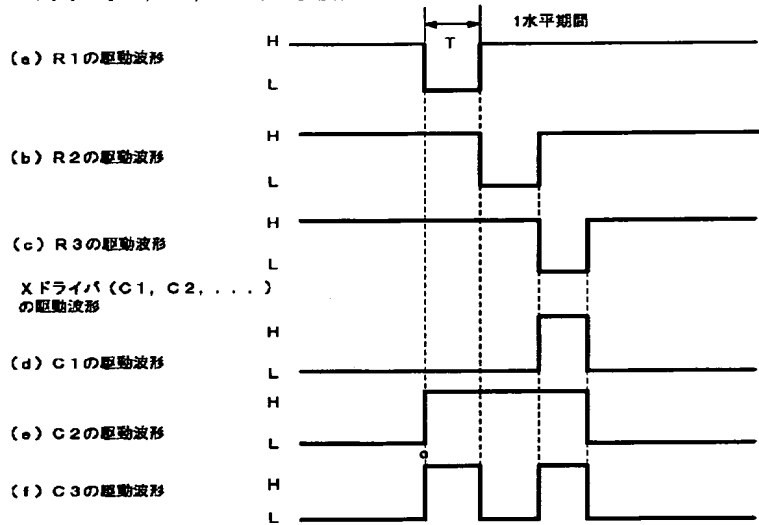 1水平期間
T
(a) R1の駆動波形
H
L
(b) R2の駆動波形
H
L
(c) R3の駆動波形
H
L
Xドライバ(C1, C2, . . . . )
の駆動波形
(d) C1の駆動波形
H
L
(e) C2の駆動波形
H
L
(f) C3の駆動波形
H
L